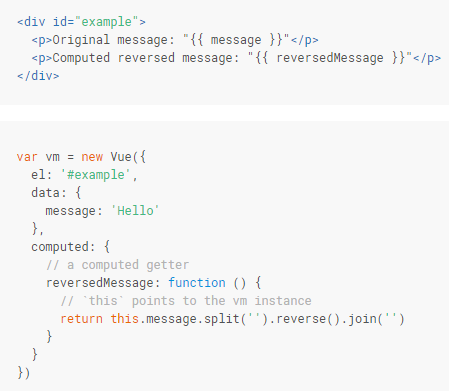 <div id="example">
  <p>Original message: "{{ message }}"</p>
  <p>Computed reversed message: "{{ reversedMessage }}"</p>
</div>
var vm = new Vue({
  el: '#example',
  data: {
    message: 'Hello'
  },
  computed: {
    // a computed getter
    reversedMessage: function () {
      // `this` points to the vm instance
      return this.message.split('').reverse().join('')
    }
  }
})